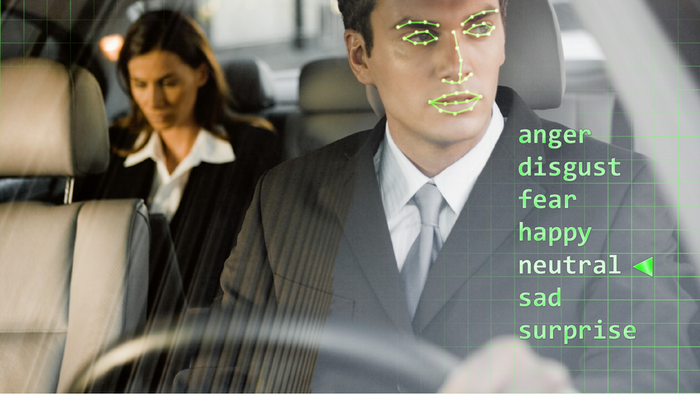 anger
disgust
fear
happy
neutral
sad
surprise